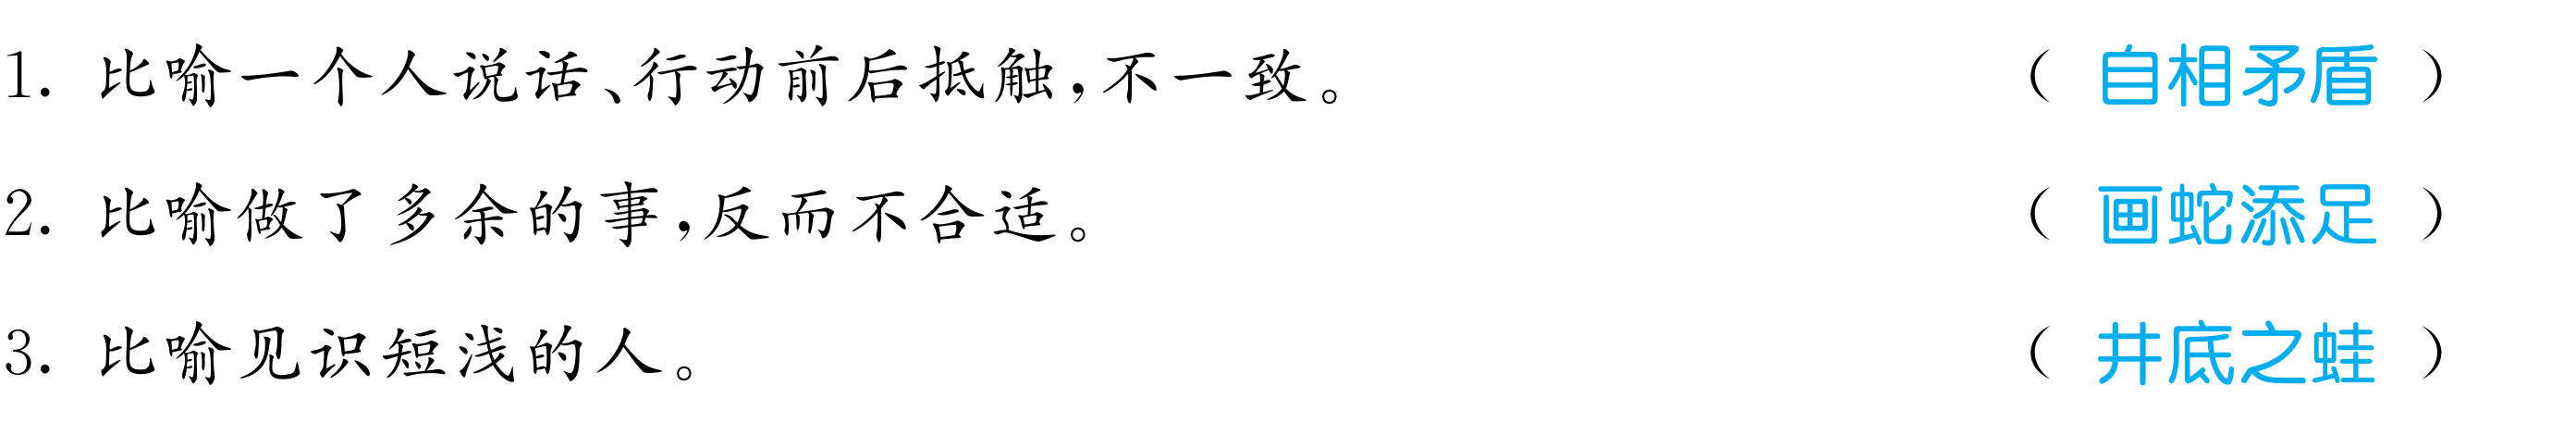 1. 比喻一个人说话、行动前后抵触,不一致。 （ 自相矛盾 ）
2. 比喻做了多余的事,反而不合适。 （ 画蛇添足 ）
3. 比喻见识短浅的人。 （ 井底之蛙 ）